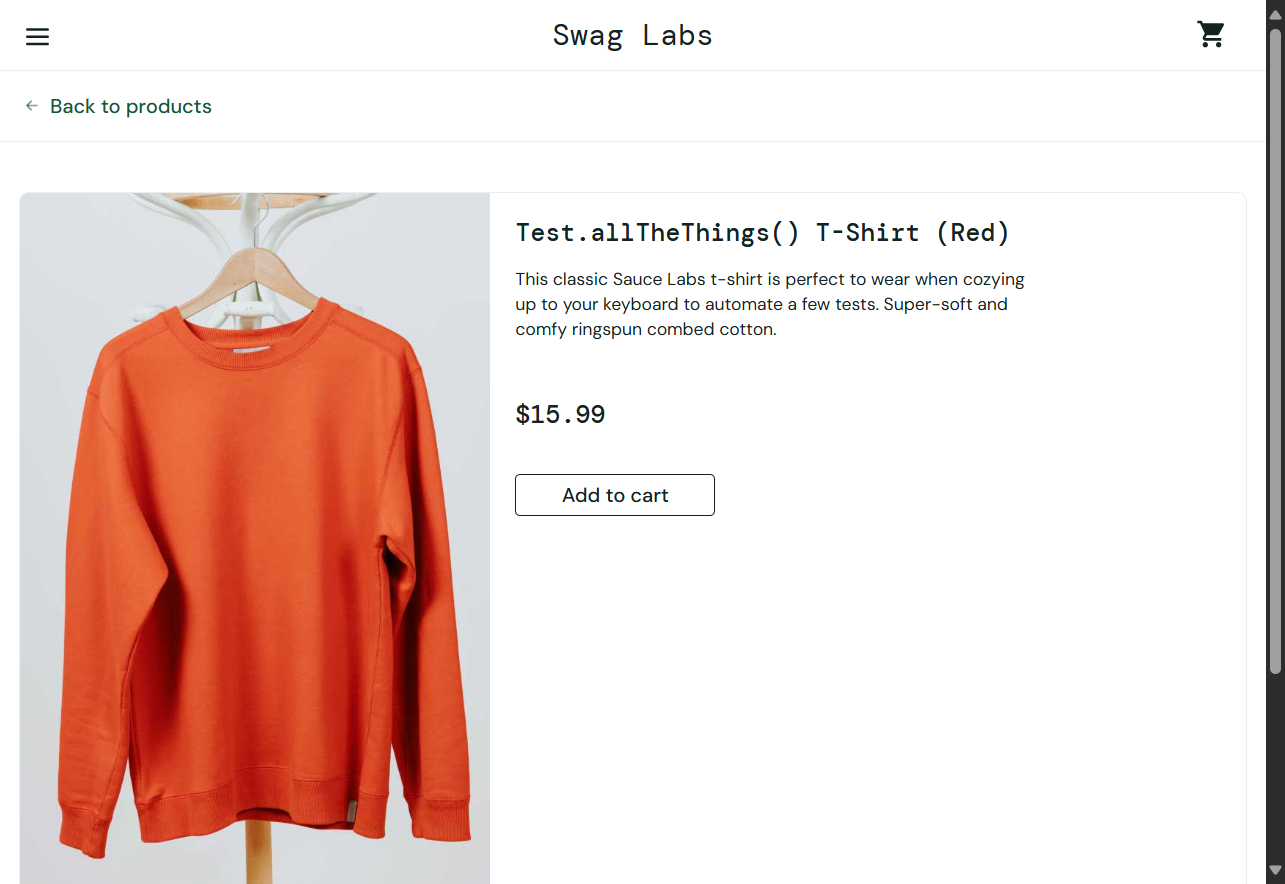 Swag Labs
Back to products
Test.allTheThings() T-Shirt (Red)
This classic Sauce Labs t-shirt is perfect to wear when cozying
up to your keyboard to automate a few tests. Super-soft and
comfy ringspun combed cotton.
$15.99
Add to cart